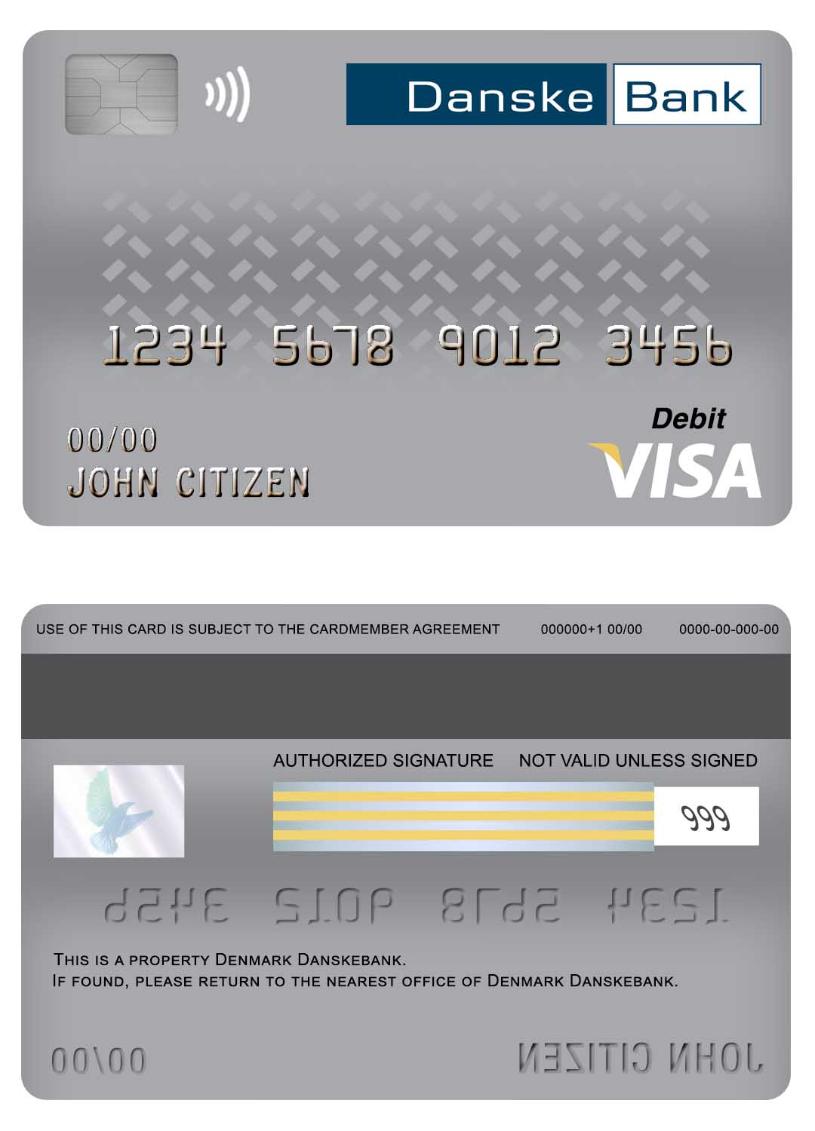 Danske Bank
1234 5678 9012 3456
Debit
00/00
VISA
JOHN CITIZEN
USE OF THIS CARD IS SUBJECT TO THE CARDMEMBER AGREEMENT 000000+1 00/00 0000-00-000-00
AUTHORIZED SIGNATURE NOT VALID UNLESS SIGNED
999
1234 5678 9012 3456
THIS IS A PROPERTY DENMARK DANSKEBANK.
IF FOUND, PLEASE RETURN TO THE NEAREST OFFICE OF DENMARK DANSKEBANK.
00/00 JOHN CITIZEN